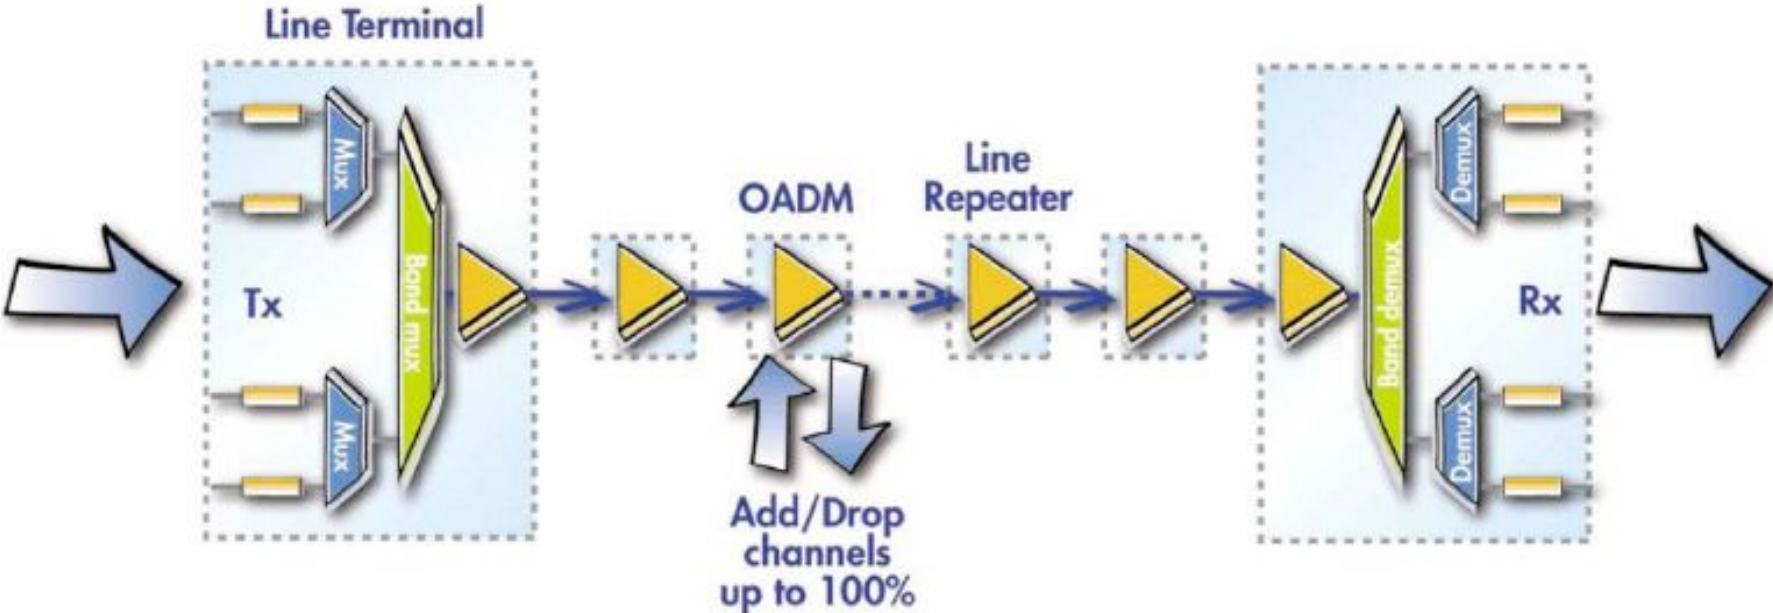 Line Terminal
Mux
Mux
Band mux
Tx
OADM
Line
Repeater
Add/Drop
channels
up to 100%
Band demux
Demux
Demux
Rx